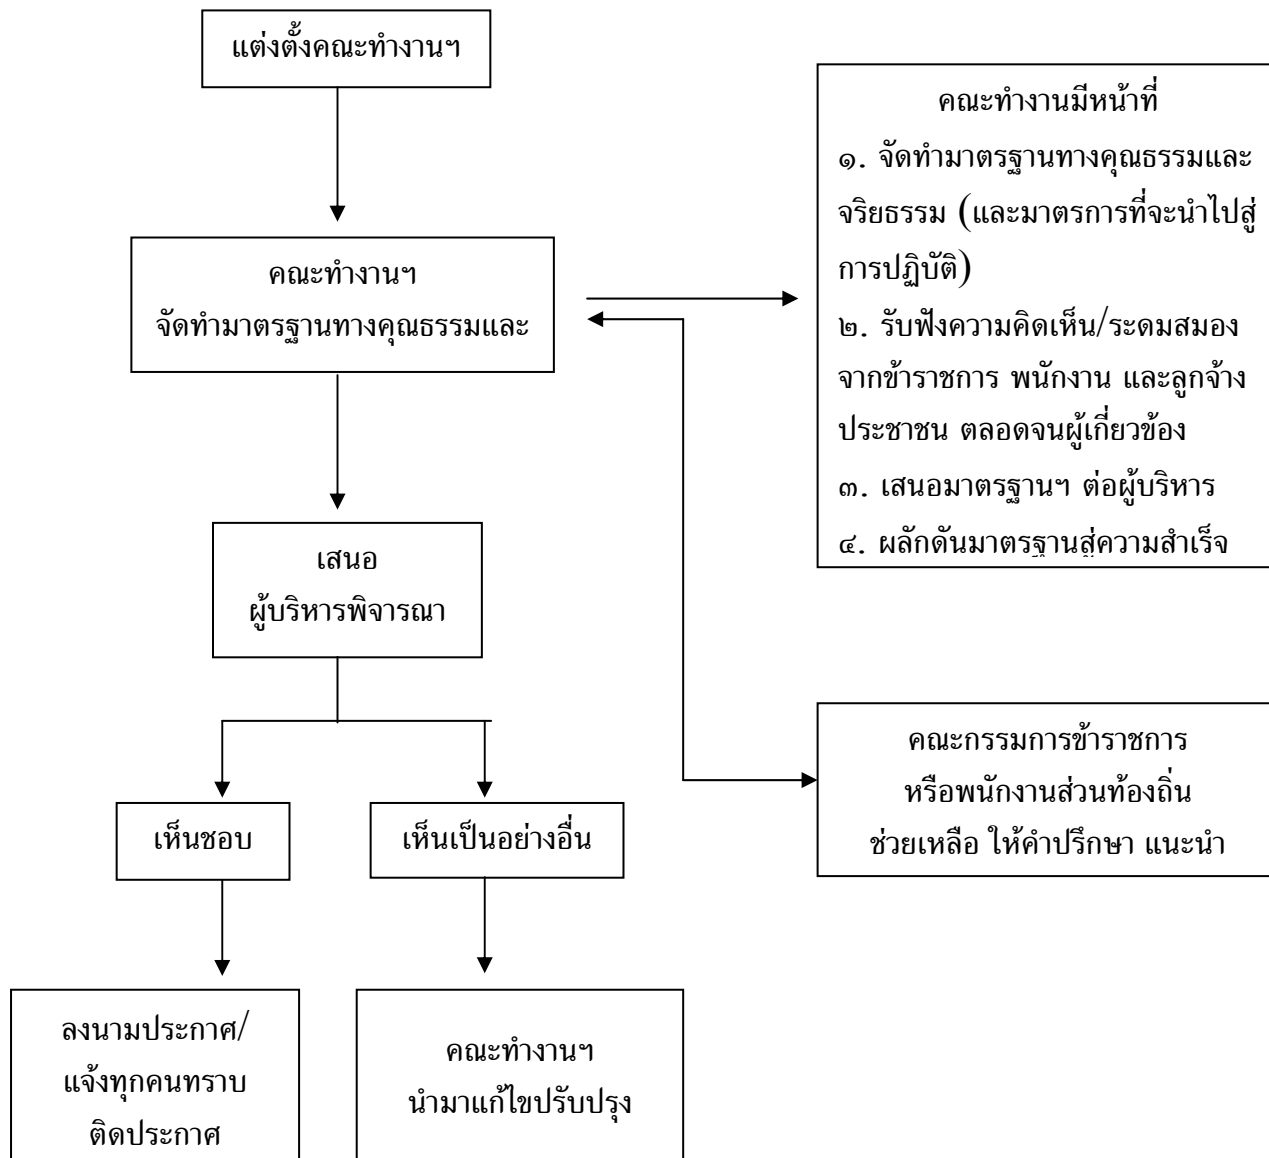 แต่งตั้งคณะทำงานฯ
คณะทำงานฯ
จัดทำมาตรฐานทางคุณธรรมและ
คณะทำงานมีหน้าที่
๑. จัดทำมาตรฐานทางคุณธรรมและ
จริยธรรม (และมาตรการที่จะนำไปสู่
การปฏิบัติ)
๒. รับฟังความคิดเห็น/ระดมสมอง
จากข้าราชการ พนักงาน และลูกจ้าง
ประชาชน ตลอดจนผู้เกี่ยวข้อง
๓. เสนอมาตรฐานฯ ต่อผู้บริหาร
๔. ผลักดันมาตรฐานสู่ความสำเร็จ
เสนอ
ผู้บริหารพิจารณา
คณะกรรมการข้าราชการ
หรือพนักงานส่วนท้องถิ่น
ช่วยเหลือ ให้คำปรึกษา แนะนำ
เห็นชอบ
เห็นเป็นอย่างอื่น
ลงนามประกาศ/
แจ้งทุกคนทราบ
ติดประกาศ
คณะทำงานฯ
นำมาแก้ไขปรับปรุง